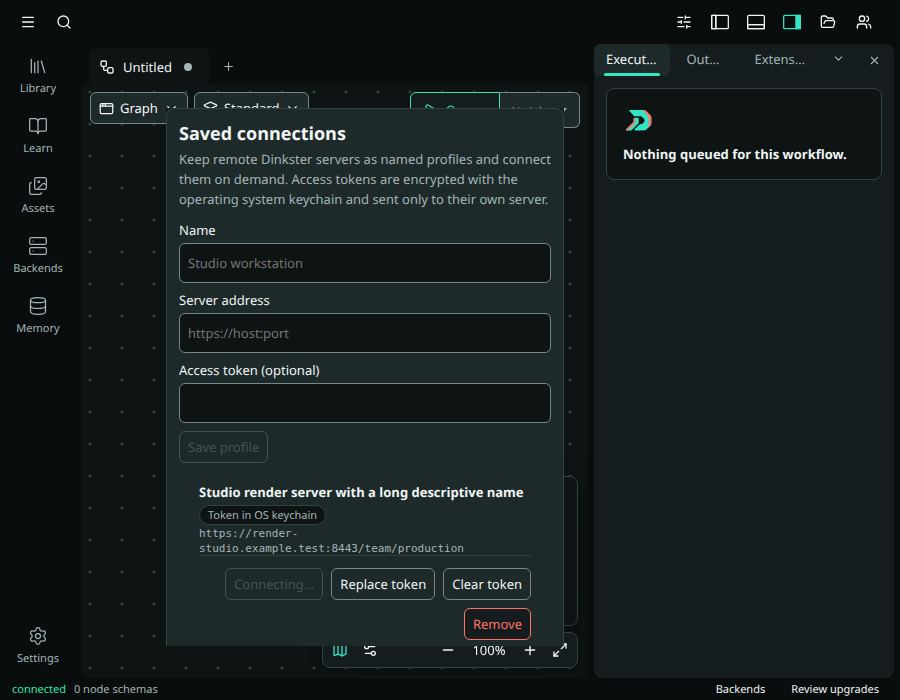 Untitled
Execut...
Out...
Extens...
Library
Learn
Assets
Backends
Memory
Settings
Graph
Standard
Saved connections
Keep remote Dinkster servers as named profiles and connect
them on demand. Access tokens are encrypted with the
operating system keychain and sent only to their own server.
Name
Studio workstation
Server address
https://host:port
Access token (optional)
Save profile
Studio render server with a long descriptive name
Token in OS keychain
https://render-
studio.example.test:8443/team/production
Connecting...
Replace token
Clear token
Remove
100%
Nothing queued for this workflow.
connected
0 node schemas
Backends
Review upgrades